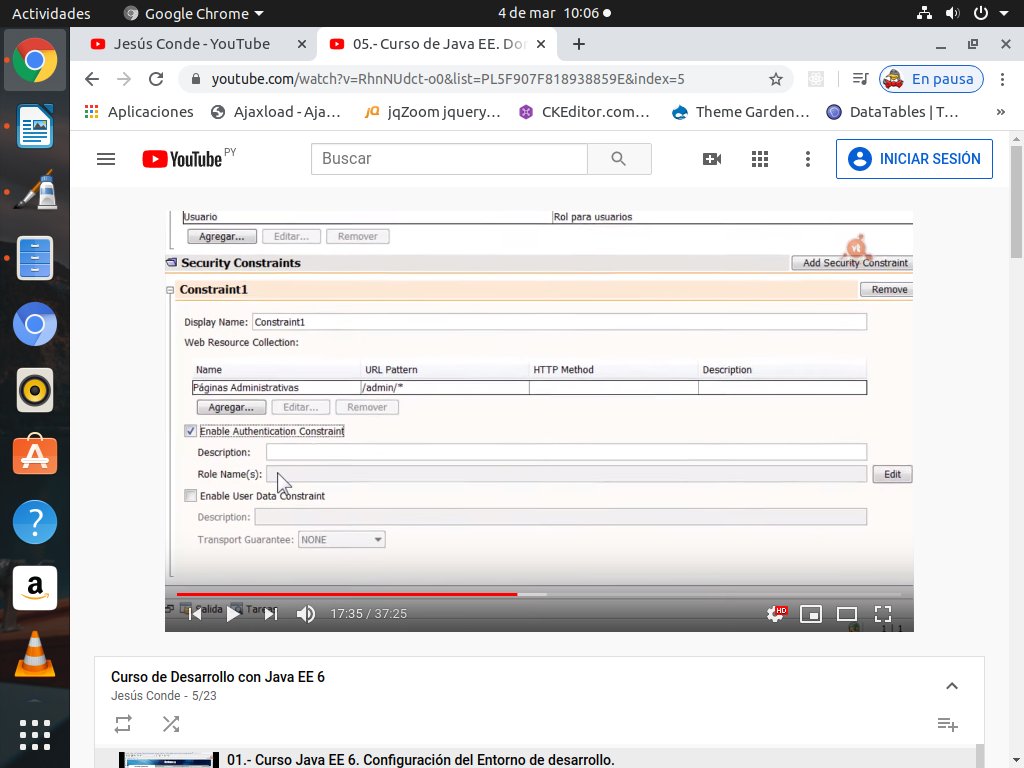 Actividades Google Chrome 4 de mar 10:06
Jesús Conde - YouTube 05.- Curso de Java EE. Dor
youtube.com/watch?v=RhnNUdct-o0&list=PL5F907F818938859E&index=5 En pausa
Aplicaciones Ajaxload - Aja... jqZoom jquery... CKEditor.com... Theme Garden... DataTables | T... »
YouTube PY Buscar INICIAR SESIÓN
Usuario Rol para usuarios
Agregar... Editar... Remover
Security Constraints Add Security Constraint
Constraint1 Remove
Display Name: Constraint1
Web Resource Collection:
Name URL Pattern HTTP Method Description
Páginas Administrativas /admin/*
Agregar... Editar... Remover
Enable Authentication Constraint
Description:
Role Name(s): Edit
Enable User Data Constraint
Description:
Transport Guarantee: NONE
Salida
17:35 / 37:25 HD
Curso de Desarrollo con Java EE 6
Jesús Conde - 5/23
01.- Curso Java EE 6. Configuración del Entorno de desarrollo.